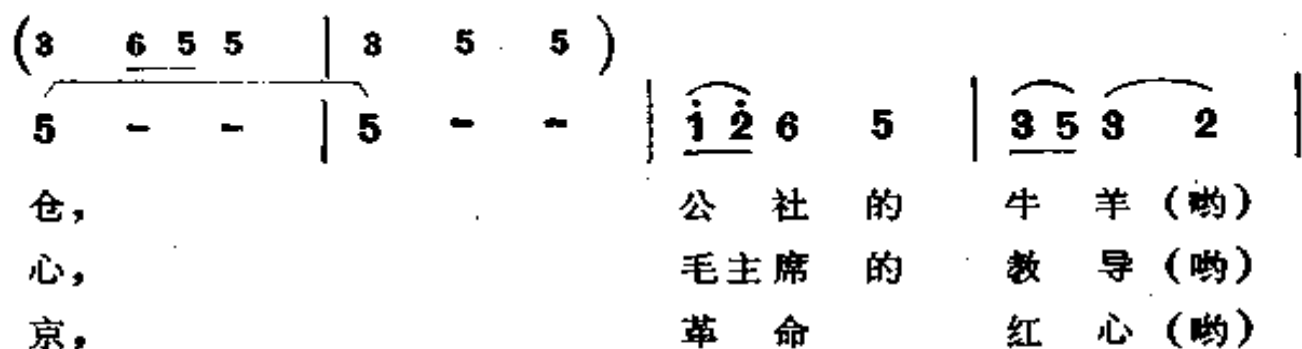 (3 6 5 5 | 3 5 5)
5 - - | 5 - - | i̇ 2̇ 6 5 | 3 5 3 2 |
仓， 公 社 的 牛 羊 (哟)
心， 毛主席 的 教 导 (哟)
京， 革 命 红 心 (哟)